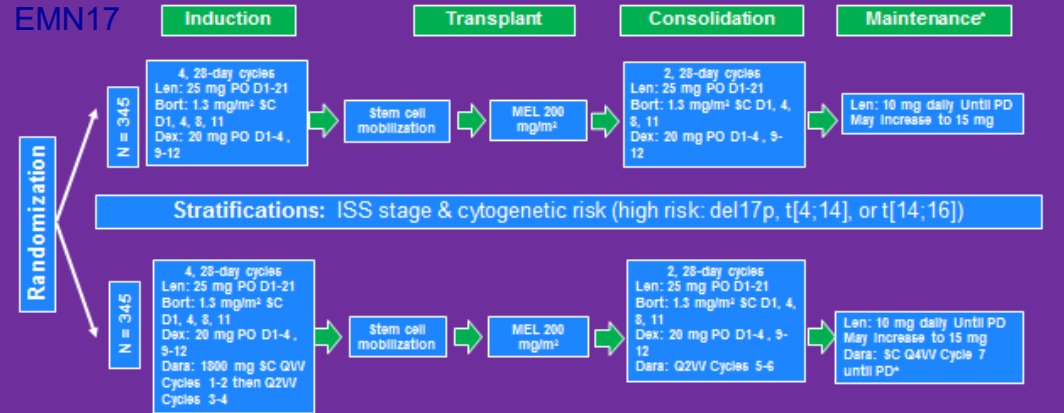 EMN17
Induction
Transplant
Consolidation
Maintenance*
Randomization
N = 345
4, 28-day cycles
Len: 25 mg PO D1-21
Bort: 1.3 mg/m² SC
D1, 4, 8, 11
Dex: 20 mg PO D1-4 ,
9-12
Stem cell
mobilization
MEL 200
mg/m²
2, 28-day cycles
Len: 25 mg PO D1-21
Bort: 1.3 mg/m² SC D1, 4,
8, 11
Dex: 20 mg PO D1-4 , 9-
12
Len: 10 mg daily Until PD
May Increase to 15 mg
Stratifications: ISS stage & cytogenetic risk (high risk: del17p, t[4;14], or t[14;16])
N = 345
4, 28-day cycles
Len: 25 mg PO D1-21
Bort: 1.3 mg/m² SC
D1, 4, 8, 11
Dex: 20 mg PO D1-4 ,
9-12
Dara: 1800 mg SC QW
Cycles 1-2 then Q2W
Cycles 3-4
Stem cell
mobilization
MEL 200
mg/m²
2, 28-day cycles
Len: 25 mg PO D1-21
Bort: 1.3 mg/m² SC D1, 4,
8, 11
Dex: 20 mg PO D1-4 , 9-
12
Dara: Q2W Cycles 5-6
Len: 10 mg daily Until PD
May Increase to 15 mg
Dara: SC Q4W Cycle 7
until PD*